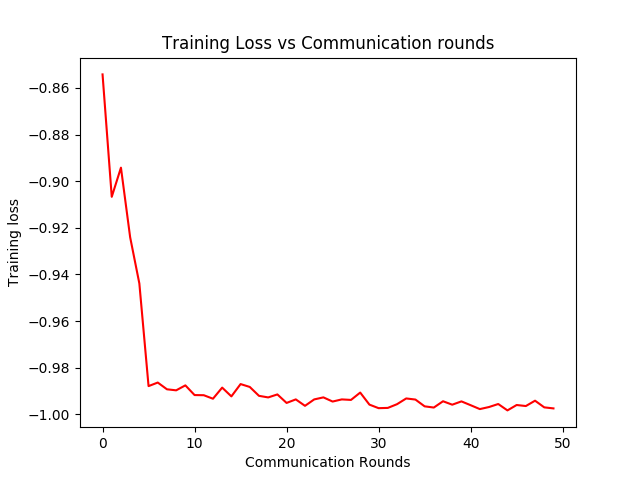 Training Loss vs Communication rounds
−0.86
−0.88
−0.90
−0.92
−0.94
−0.96
−0.98
−1.00
Training loss
0 10 20 30 40 50
Communication Rounds